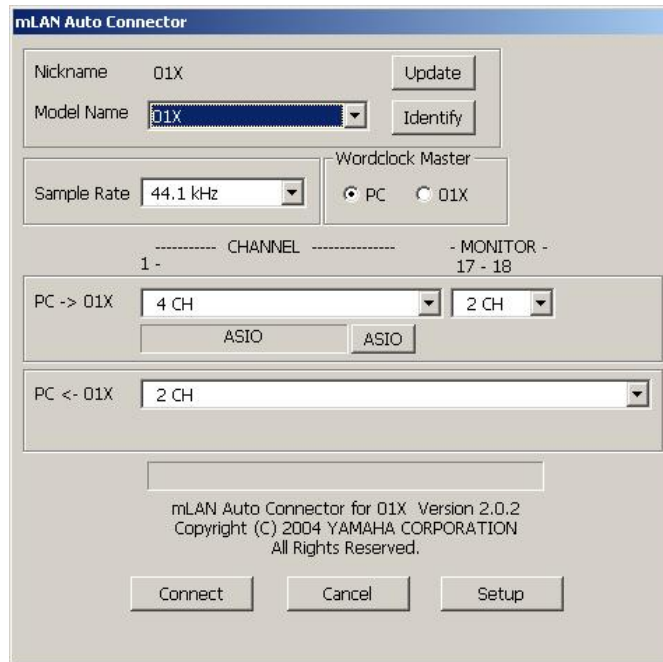 mLAN Auto Connector
Nickname 01X Update
Model Name 01X Identify
Wordclock Master
Sample Rate 44.1 kHz PC 01X
----------- CHANNEL --------------- - MONITOR -
1 - 17 - 18
PC -> 01X 4 CH 2 CH
ASIO ASIO
PC <- 01X 2 CH
mLAN Auto Connector for 01X Version 2.0.2
Copyright (C) 2004 YAMAHA CORPORATION
All Rights Reserved.
Connect Cancel Setup